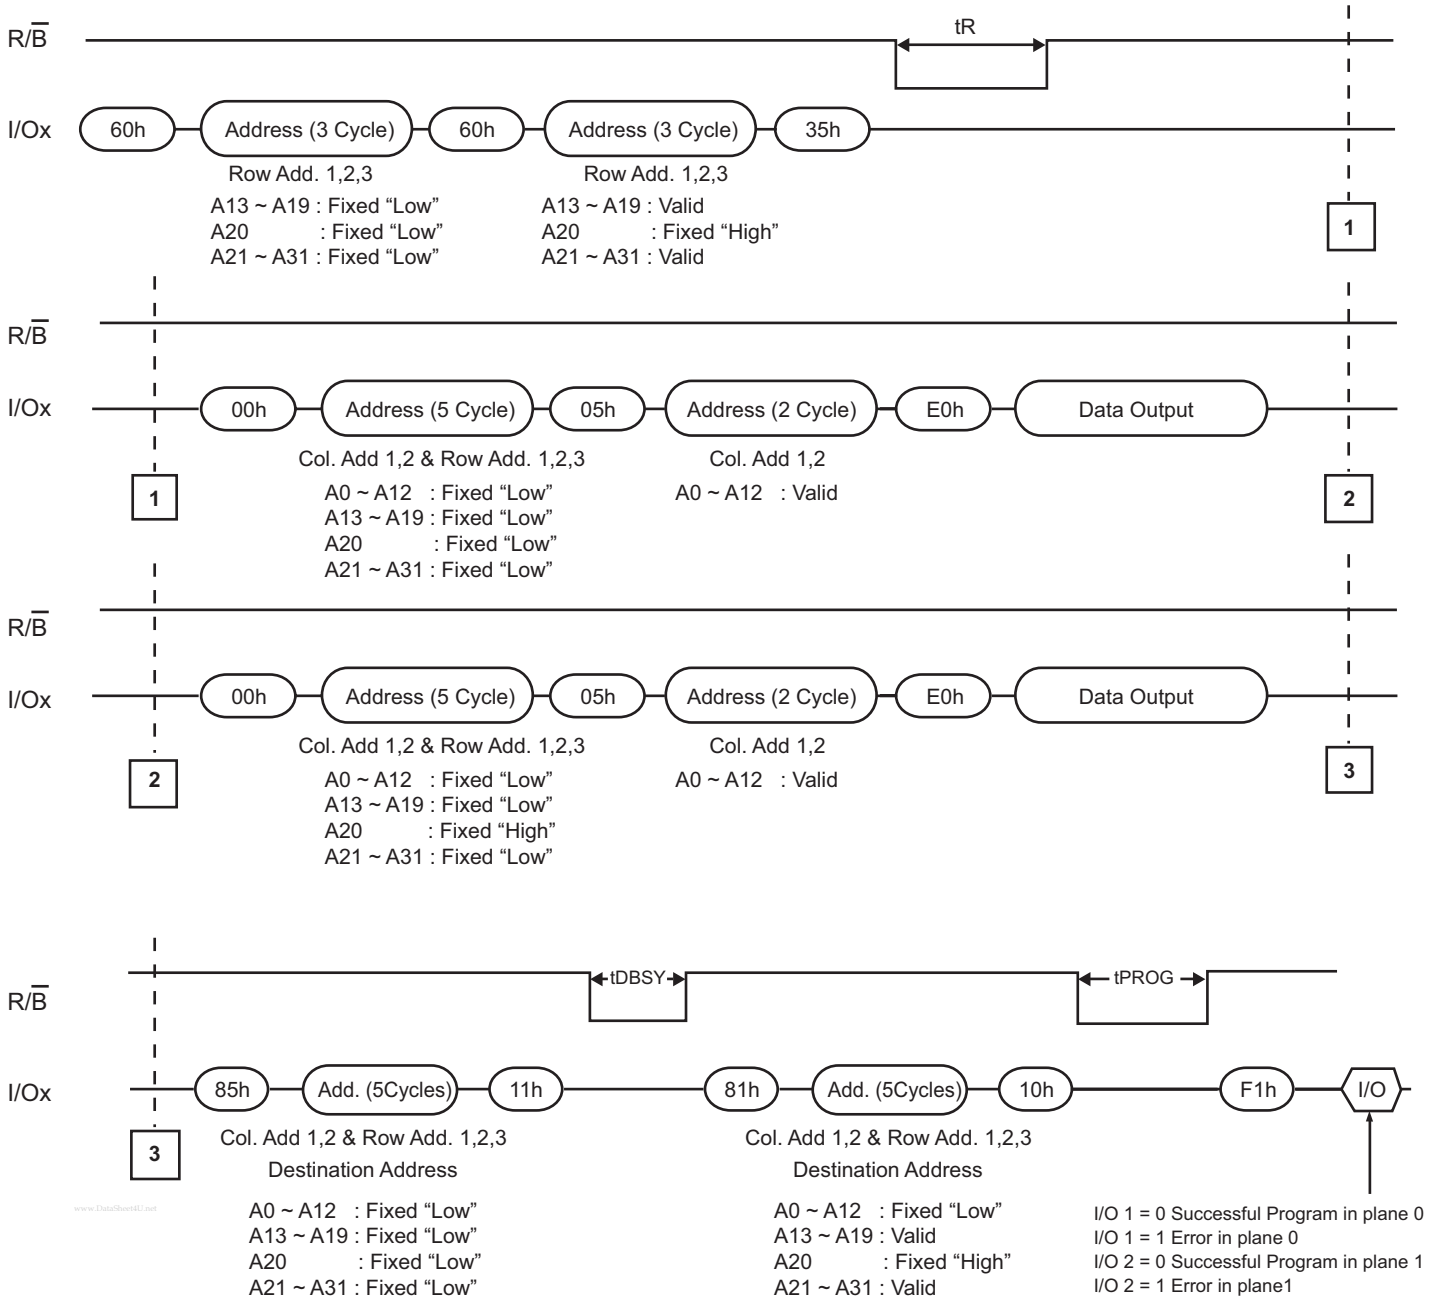 R/B
tR
I/Ox 60h Address (3 Cycle) 60h Address (3 Cycle) 35h
Row Add. 1,2,3 Row Add. 1,2,3
A13 ~ A19 : Fixed “Low” A13 ~ A19 : Valid
A20 : Fixed “Low” A20 : Fixed “High”
A21 ~ A31 : Fixed “Low” A21 ~ A31 : Valid
1
R/B
I/Ox 00h Address (5 Cycle) 05h Address (2 Cycle) E0h Data Output
Col. Add 1,2 & Row Add. 1,2,3 Col. Add 1,2
1 A0 ~ A12 : Fixed “Low” A0 ~ A12 : Valid 2
A13 ~ A19 : Fixed “Low”
A20 : Fixed “Low”
A21 ~ A31 : Fixed “Low”
R/B
I/Ox 00h Address (5 Cycle) 05h Address (2 Cycle) E0h Data Output
Col. Add 1,2 & Row Add. 1,2,3 Col. Add 1,2
2 A0 ~ A12 : Fixed “Low” A0 ~ A12 : Valid 3
A13 ~ A19 : Fixed “Low”
A20 : Fixed “High”
A21 ~ A31 : Fixed “Low”
R/B tDBSY tPROG
I/Ox 85h Add. (5Cycles) 11h 81h Add. (5Cycles) 10h F1h I/O
Col. Add 1,2 & Row Add. 1,2,3 Col. Add 1,2 & Row Add. 1,2,3
3 Destination Address Destination Address
www.DataSheet4U.net
A0 ~ A12 : Fixed “Low” A0 ~ A12 : Fixed “Low” I/O 1 = 0 Successful Program in plane 0
A13 ~ A19 : Fixed “Low” A13 ~ A19 : Valid I/O 1 = 1 Error in plane 0
A20 : Fixed “Low” A20 : Fixed “High” I/O 2 = 0 Successful Program in plane 1
A21 ~ A31 : Fixed “Low” A21 ~ A31 : Valid I/O 2 = 1 Error in plane1